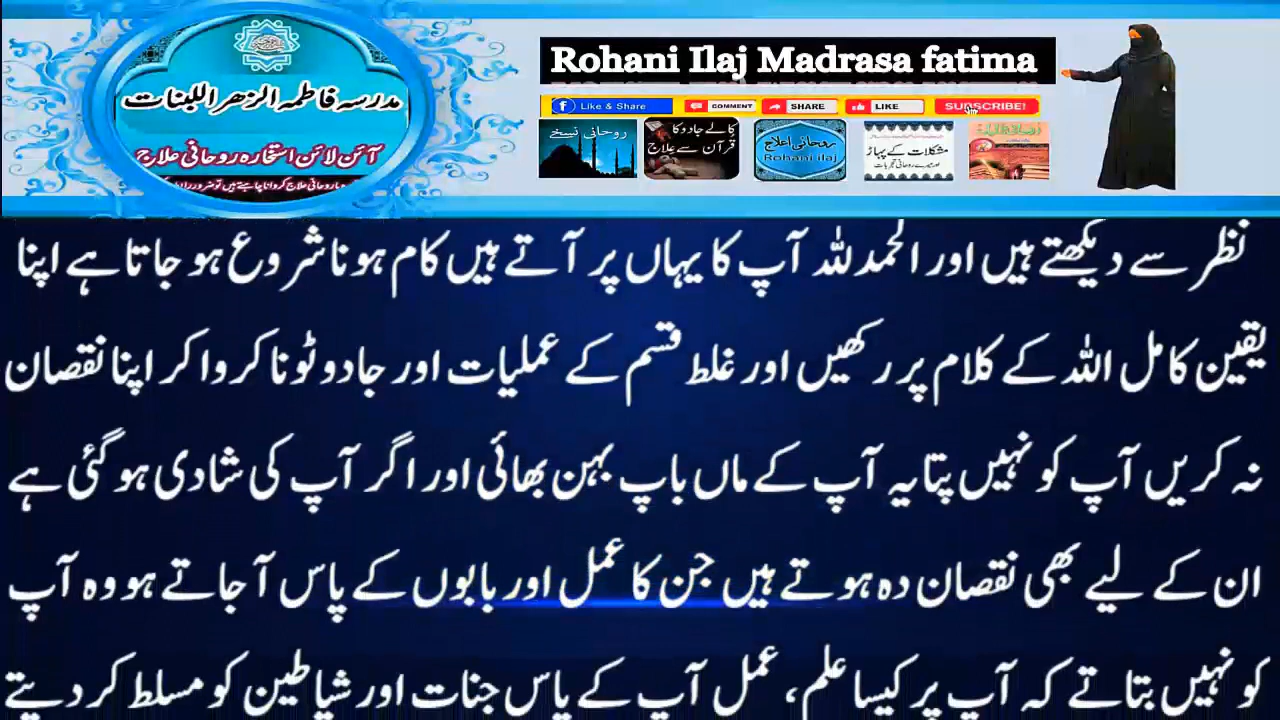 مدرسہ فاطمہ الزھرا للبنات
آئن لائن استخارہ روحانی علاج
Rohani Ilaj Madrasa fatima
Like & Share
COMMENT
SHARE
LIKE
SUBSCRIBE!
روحانی نسخے
کالے جادو کا
قرآن سے علاج
روحانی علاج
Rohani ilaj
مشکلات کے پہاڑ
اور میرے روحانی تجربات
نظر سے دیکھتے ہیں اور الحمدللہ آپ کا یہاں پر آتے ہیں کام ہونا شروع ہو جاتا ہے اپنا
یقین کامل اللہ کے کلام پر رکھیں اور غلط قسم کے عملیات اور جادو ٹونا کروا کر اپنا نقصان
نہ کریں آپ کو نہیں پتا یہ آپ کے ماں باپ بہن بھائی اور اگر آپ کی شادی ہو گئی ہے
ان کے لیے بھی نقصان دہ ہوتے ہیں جن کا عمل اور بابوں کے پاس آ جاتے ہو وہ آپ
کو نہیں بتاتے کہ آپ پر کیسا علم، عمل آپ کے پاس جنات اور شیاطین کو مسلط کر دیتے